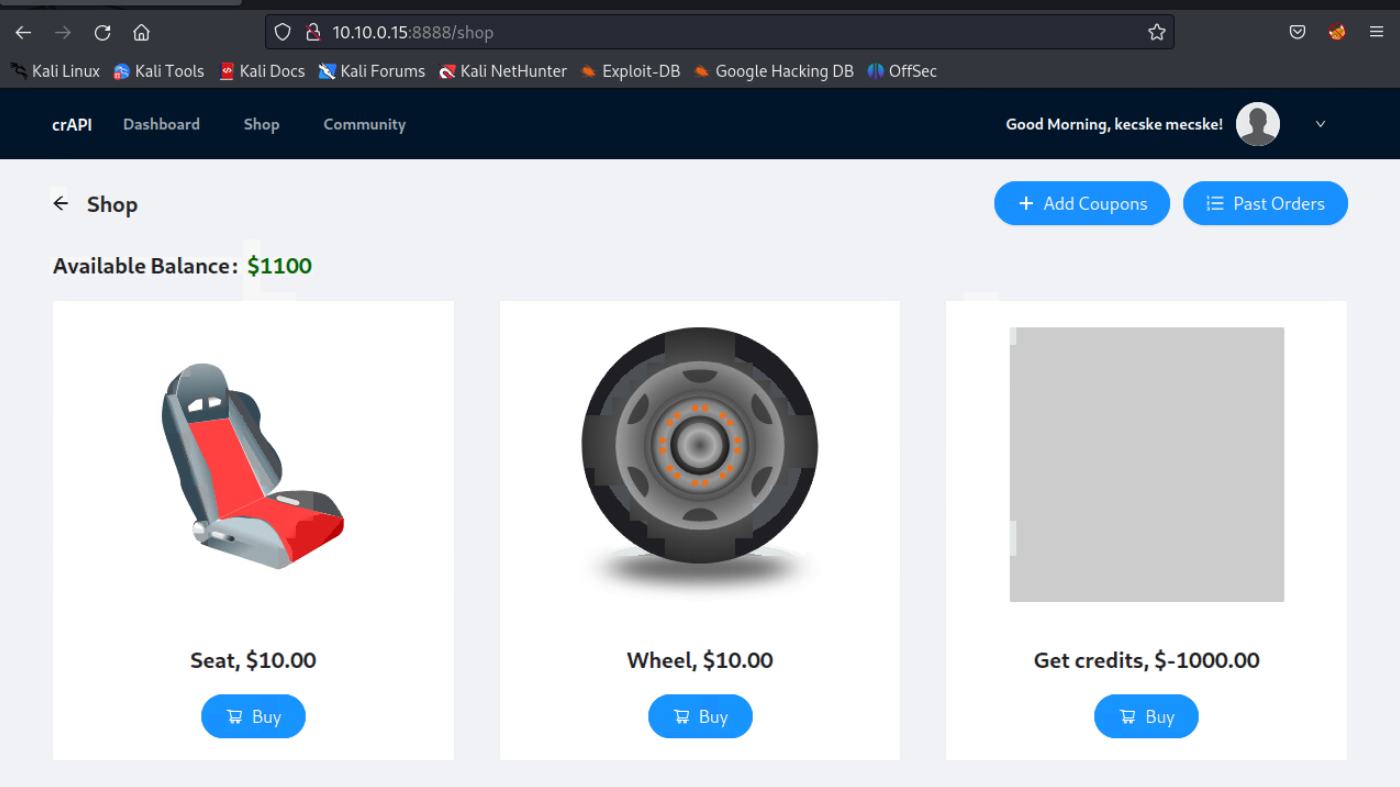 10.10.0.15:8888/shop
Kali Linux Kali Tools Kali Docs Kali Forums Kali NetHunter Exploit-DB Google Hacking DB OffSec
crAPI Dashboard Shop Community Good Morning, kecske mecske!
Shop + Add Coupons Past Orders
Available Balance: $1100
Seat, $10.00 Wheel, $10.00 Get credits, $-1000.00
Buy Buy Buy